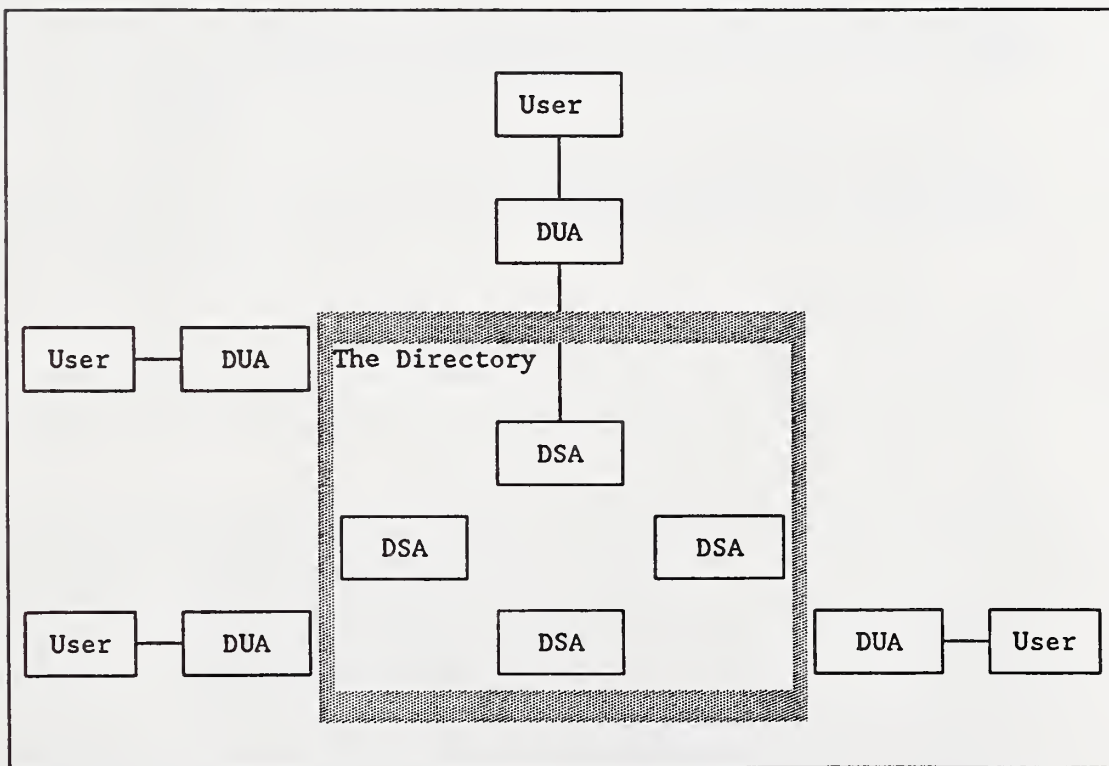 User
DUA
User DUA
The Directory
DSA
DSA DSA
User DUA
DSA
DUA User